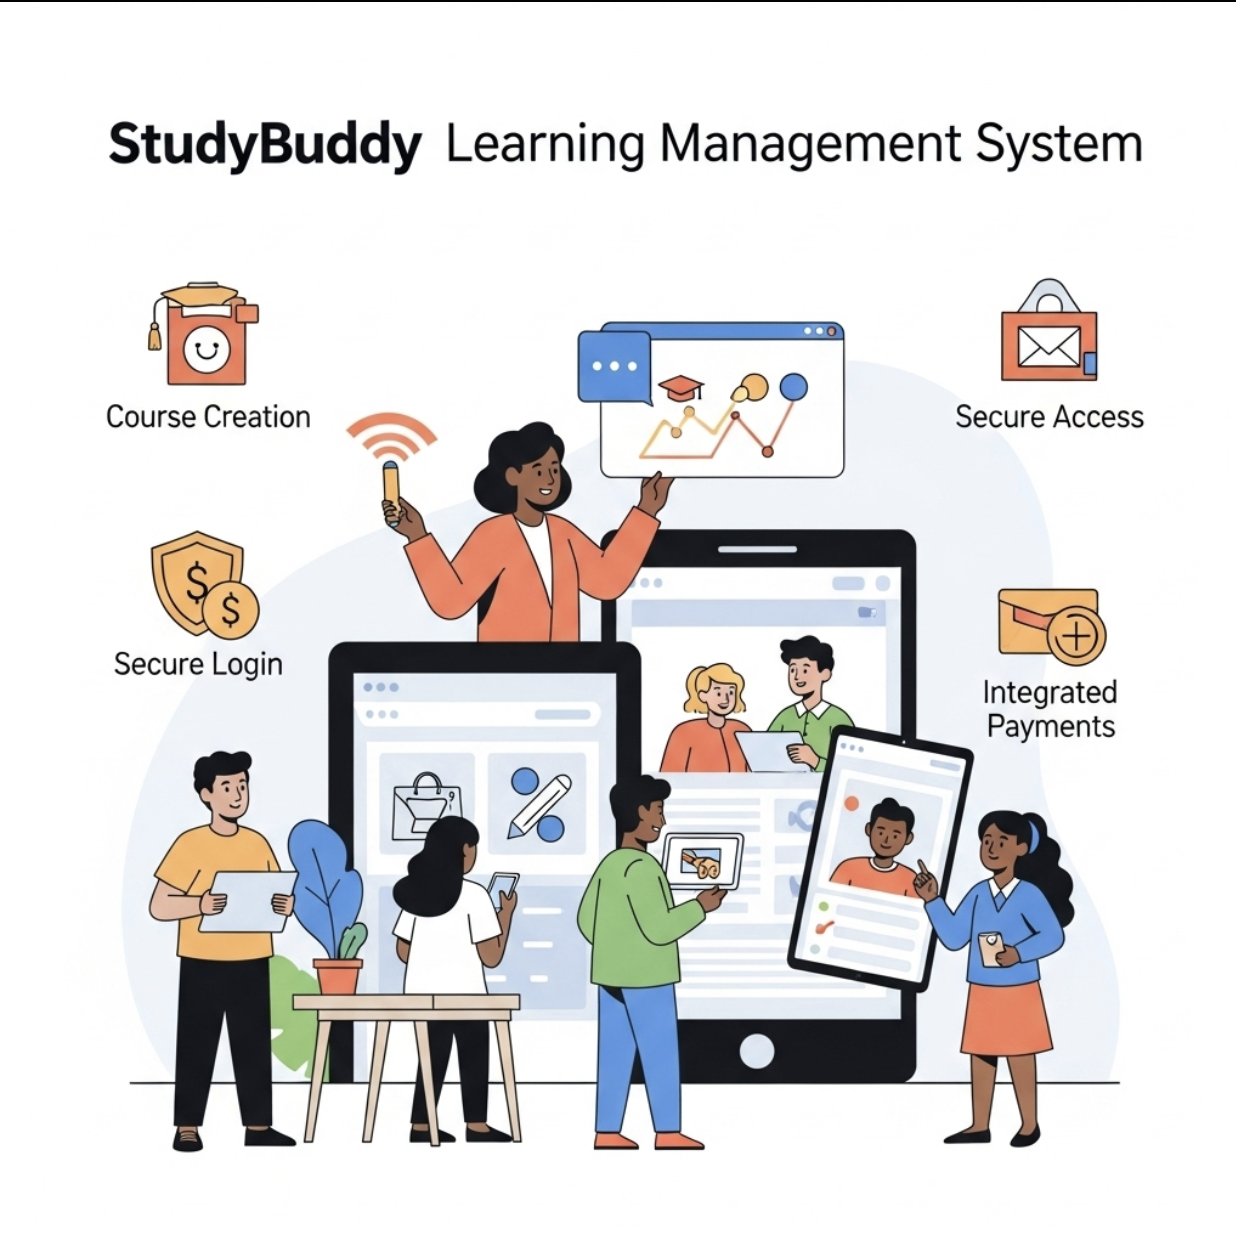 StudyBuddy Learning Management System
Course Creation
Secure Access
$
$
Secure Login
Integrated
Payments